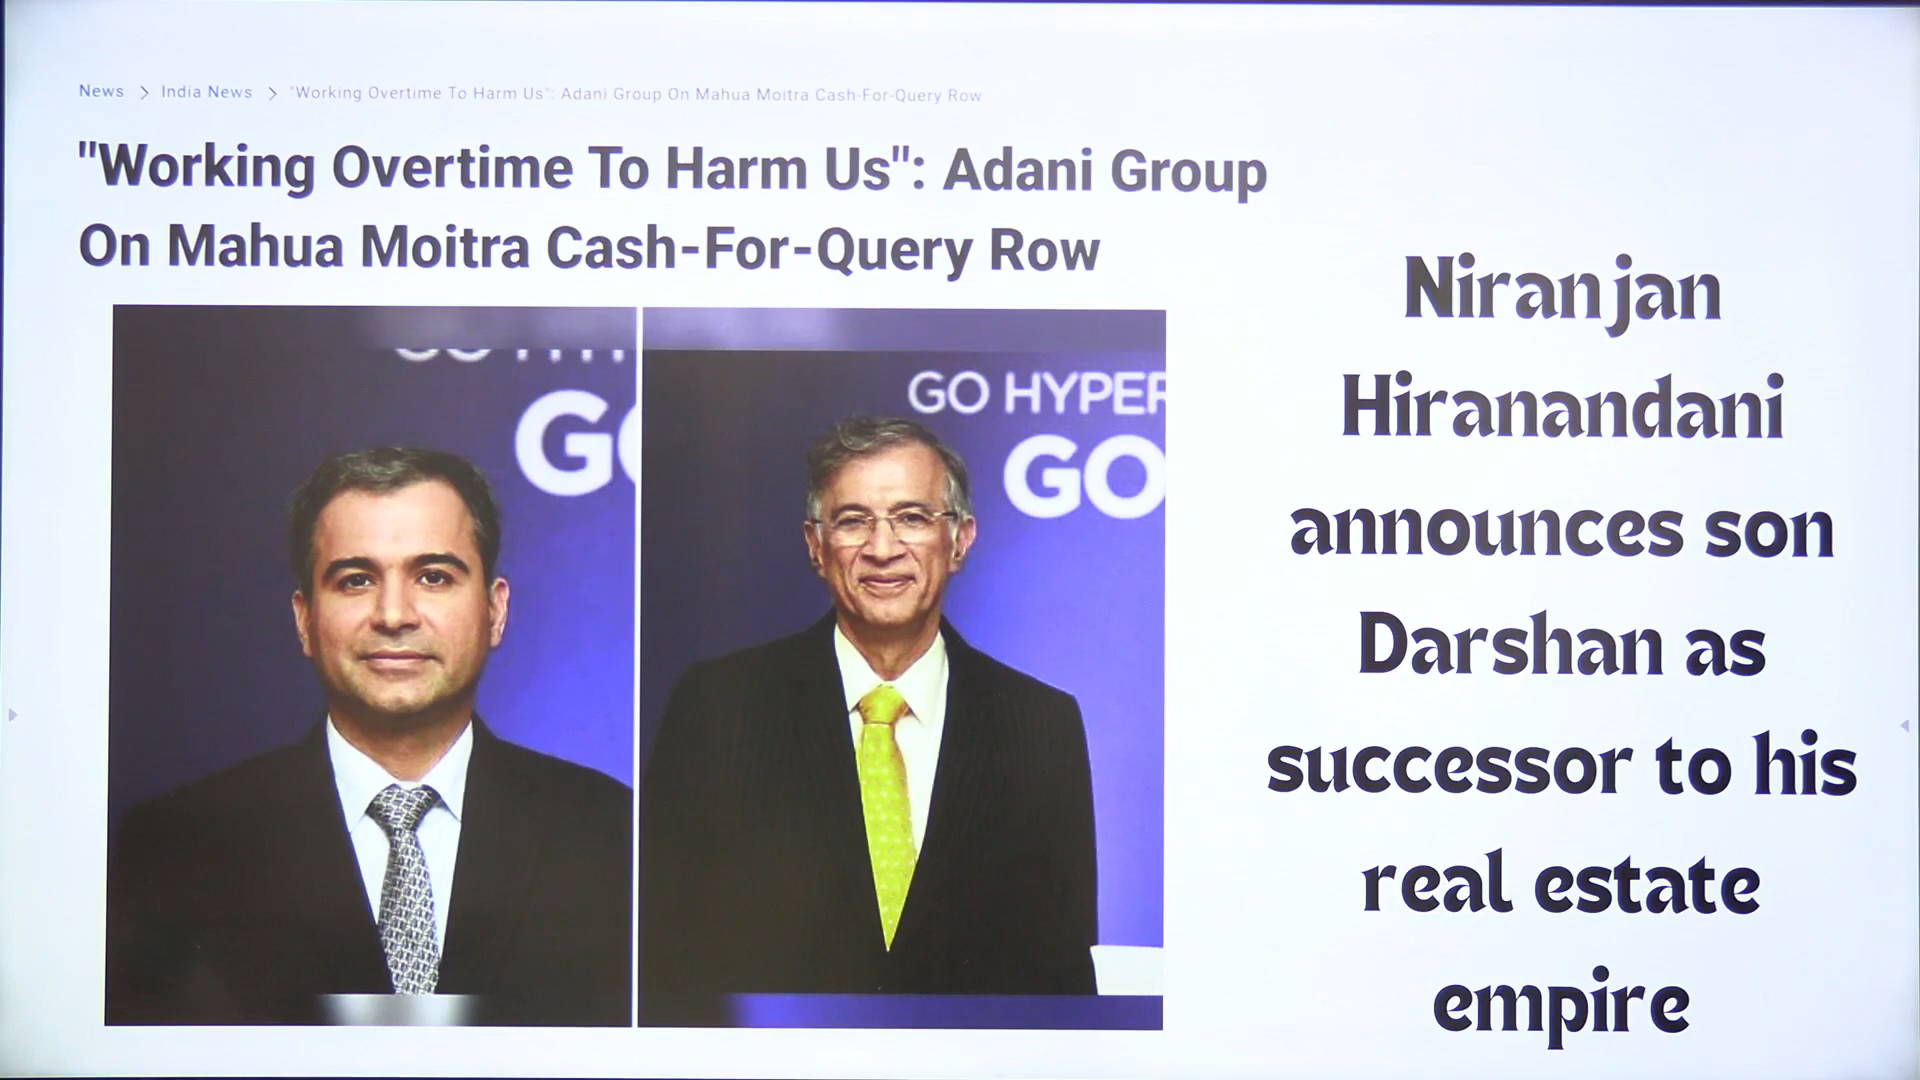 News > India News > "Working Overtime To Harm Us": Adani Group On Mahua Moitra Cash-For-Query Row
"Working Overtime To Harm Us": Adani Group
On Mahua Moitra Cash-For-Query Row
GO
GO HYPER
GO
Niranjan
Hiranandani
announces son
Darshan as
successor to his
real estate
empire